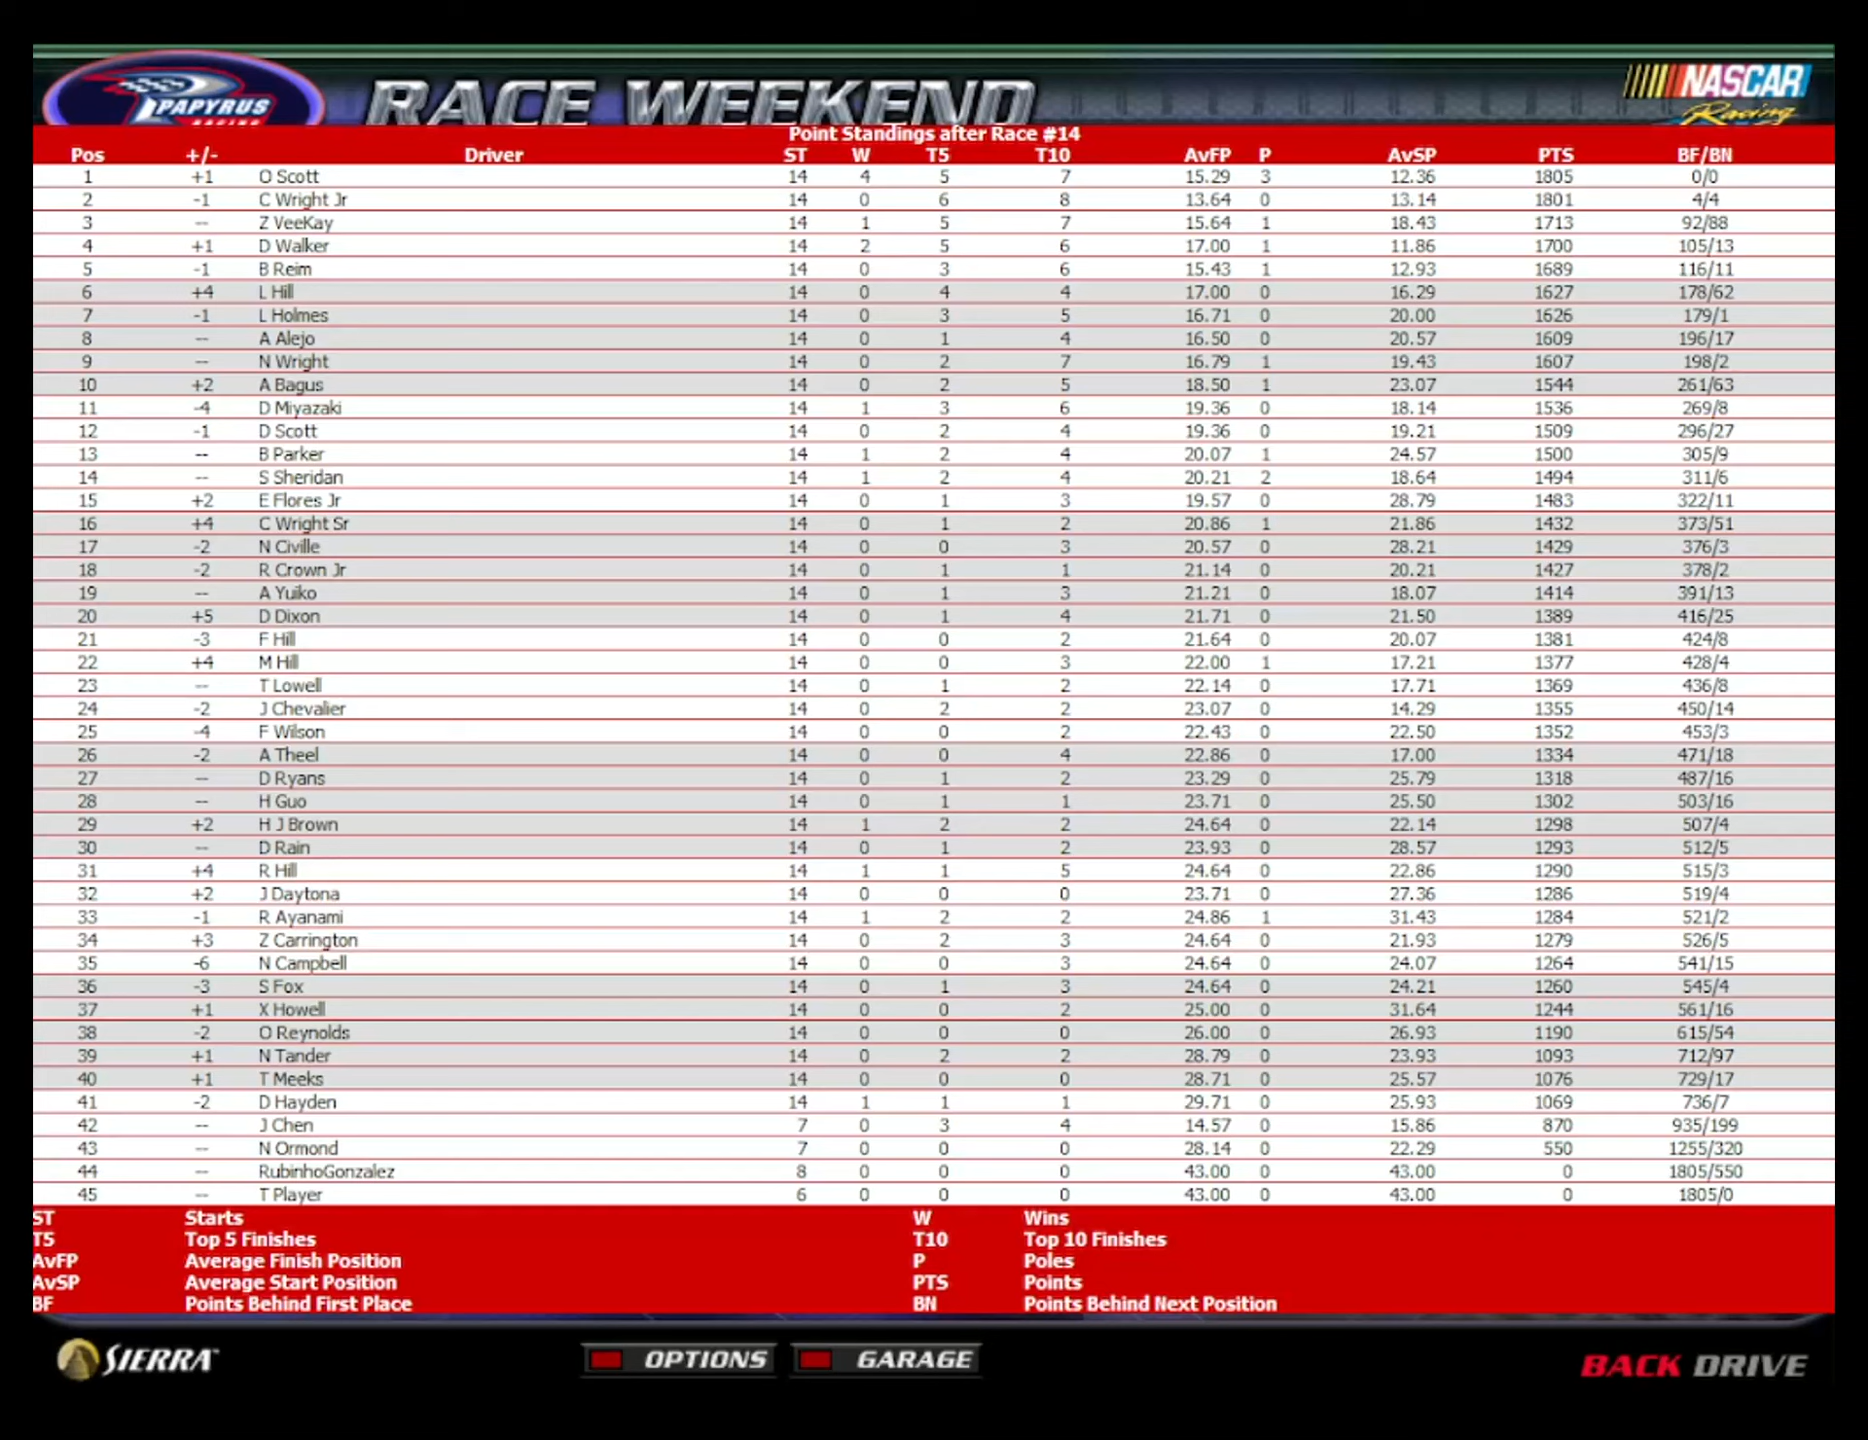 PAPYRUS
RACING
RACE WEEKEND
NASCAR
Racing
Point Standings after Race #14
Pos +/- Driver ST W T5 T10 AvFP P AvSP PTS BF/BN
1 +1 O Scott 14 4 5 7 15.29 3 12.36 1805 0/0
2 -1 C Wright Jr 14 0 6 8 13.64 0 13.14 1801 4/4
3 -- Z VeeKay 14 1 5 7 15.64 1 18.43 1713 92/88
4 +1 D Walker 14 2 5 6 17.00 1 11.86 1700 105/13
5 -1 B Reim 14 0 3 6 15.43 1 12.93 1689 116/11
6 +4 L Hill 14 0 4 4 17.00 0 16.29 1627 178/62
7 -1 L Holmes 14 0 3 5 16.71 0 20.00 1626 179/1
8 -- A Alejo 14 0 1 4 16.50 0 20.57 1609 196/17
9 -- N Wright 14 0 2 7 16.79 1 19.43 1607 198/2
10 +2 A Bagus 14 0 2 5 18.50 1 23.07 1544 261/63
11 -4 D Miyazaki 14 1 3 6 19.36 0 18.14 1536 269/8
12 -1 D Scott 14 0 2 4 19.36 0 19.21 1509 296/27
13 -- B Parker 14 1 2 4 20.07 1 24.57 1500 305/9
14 -- S Sheridan 14 1 2 4 20.21 2 18.64 1494 311/6
15 +2 E Flores Jr 14 0 1 3 19.57 0 28.79 1483 322/11
16 +4 C Wright Sr 14 0 1 2 20.86 1 21.86 1432 373/51
17 -2 N Civille 14 0 0 3 20.57 0 28.21 1429 376/3
18 -2 R Crown Jr 14 0 1 1 21.14 0 20.21 1427 378/2
19 -- A Yuiko 14 0 1 3 21.21 0 18.07 1414 391/13
20 +5 D Dixon 14 0 1 4 21.71 0 21.50 1389 416/25
21 -3 F Hill 14 0 0 2 21.64 0 20.07 1381 424/8
22 +4 M Hill 14 0 0 3 22.00 1 17.21 1377 428/4
23 -- T Lowell 14 0 1 2 22.14 0 17.71 1369 436/8
24 -2 J Chevalier 14 0 2 2 23.07 0 14.29 1355 450/14
25 -4 F Wilson 14 0 0 2 22.43 0 22.50 1352 453/3
26 -2 A Theel 14 0 0 4 22.86 0 17.00 1334 471/18
27 -- D Ryans 14 0 1 2 23.29 0 25.79 1318 487/16
28 -- H Guo 14 0 1 1 23.71 0 25.50 1302 503/16
29 +2 H J Brown 14 1 2 2 24.64 0 22.14 1298 507/4
30 -- D Rain 14 0 1 2 23.93 0 28.57 1293 512/5
31 +4 R Hill 14 1 1 5 24.64 0 22.86 1290 515/3
32 +2 J Daytona 14 0 0 0 23.71 0 27.36 1286 519/4
33 -1 R Ayanami 14 1 2 2 24.86 1 31.43 1284 521/2
34 +3 Z Carrington 14 0 2 3 24.64 0 21.93 1279 526/5
35 -6 N Campbell 14 0 0 3 24.64 0 24.07 1264 541/15
36 -3 S Fox 14 0 1 3 24.64 0 24.21 1260 545/4
37 +1 X Howell 14 0 0 2 25.00 0 31.64 1244 561/16
38 -2 O Reynolds 14 0 0 0 26.00 0 26.93 1190 615/54
39 +1 N Tander 14 0 2 2 28.79 0 23.93 1093 712/97
40 +1 T Meeks 14 0 0 0 28.71 0 25.57 1076 729/17
41 -2 D Hayden 14 1 1 1 29.71 0 25.93 1069 736/7
42 -- J Chen 7 0 3 4 14.57 0 15.86 870 935/199
43 -- N Ormond 7 0 0 0 28.14 0 22.29 550 1255/320
44 -- RubinhoGonzalez 8 0 0 0 43.00 0 43.00 0 1805/550
45 -- T Player 6 0 0 0 43.00 0 43.00 0 1805/0
ST Starts W Wins
T5 Top 5 Finishes T10 Top 10 Finishes
AvFP Average Finish Position P Poles
AvSP Average Start Position PTS Points
BF Points Behind First Place BN Points Behind Next Position
SIERRA OPTIONS GARAGE BACK DRIVE